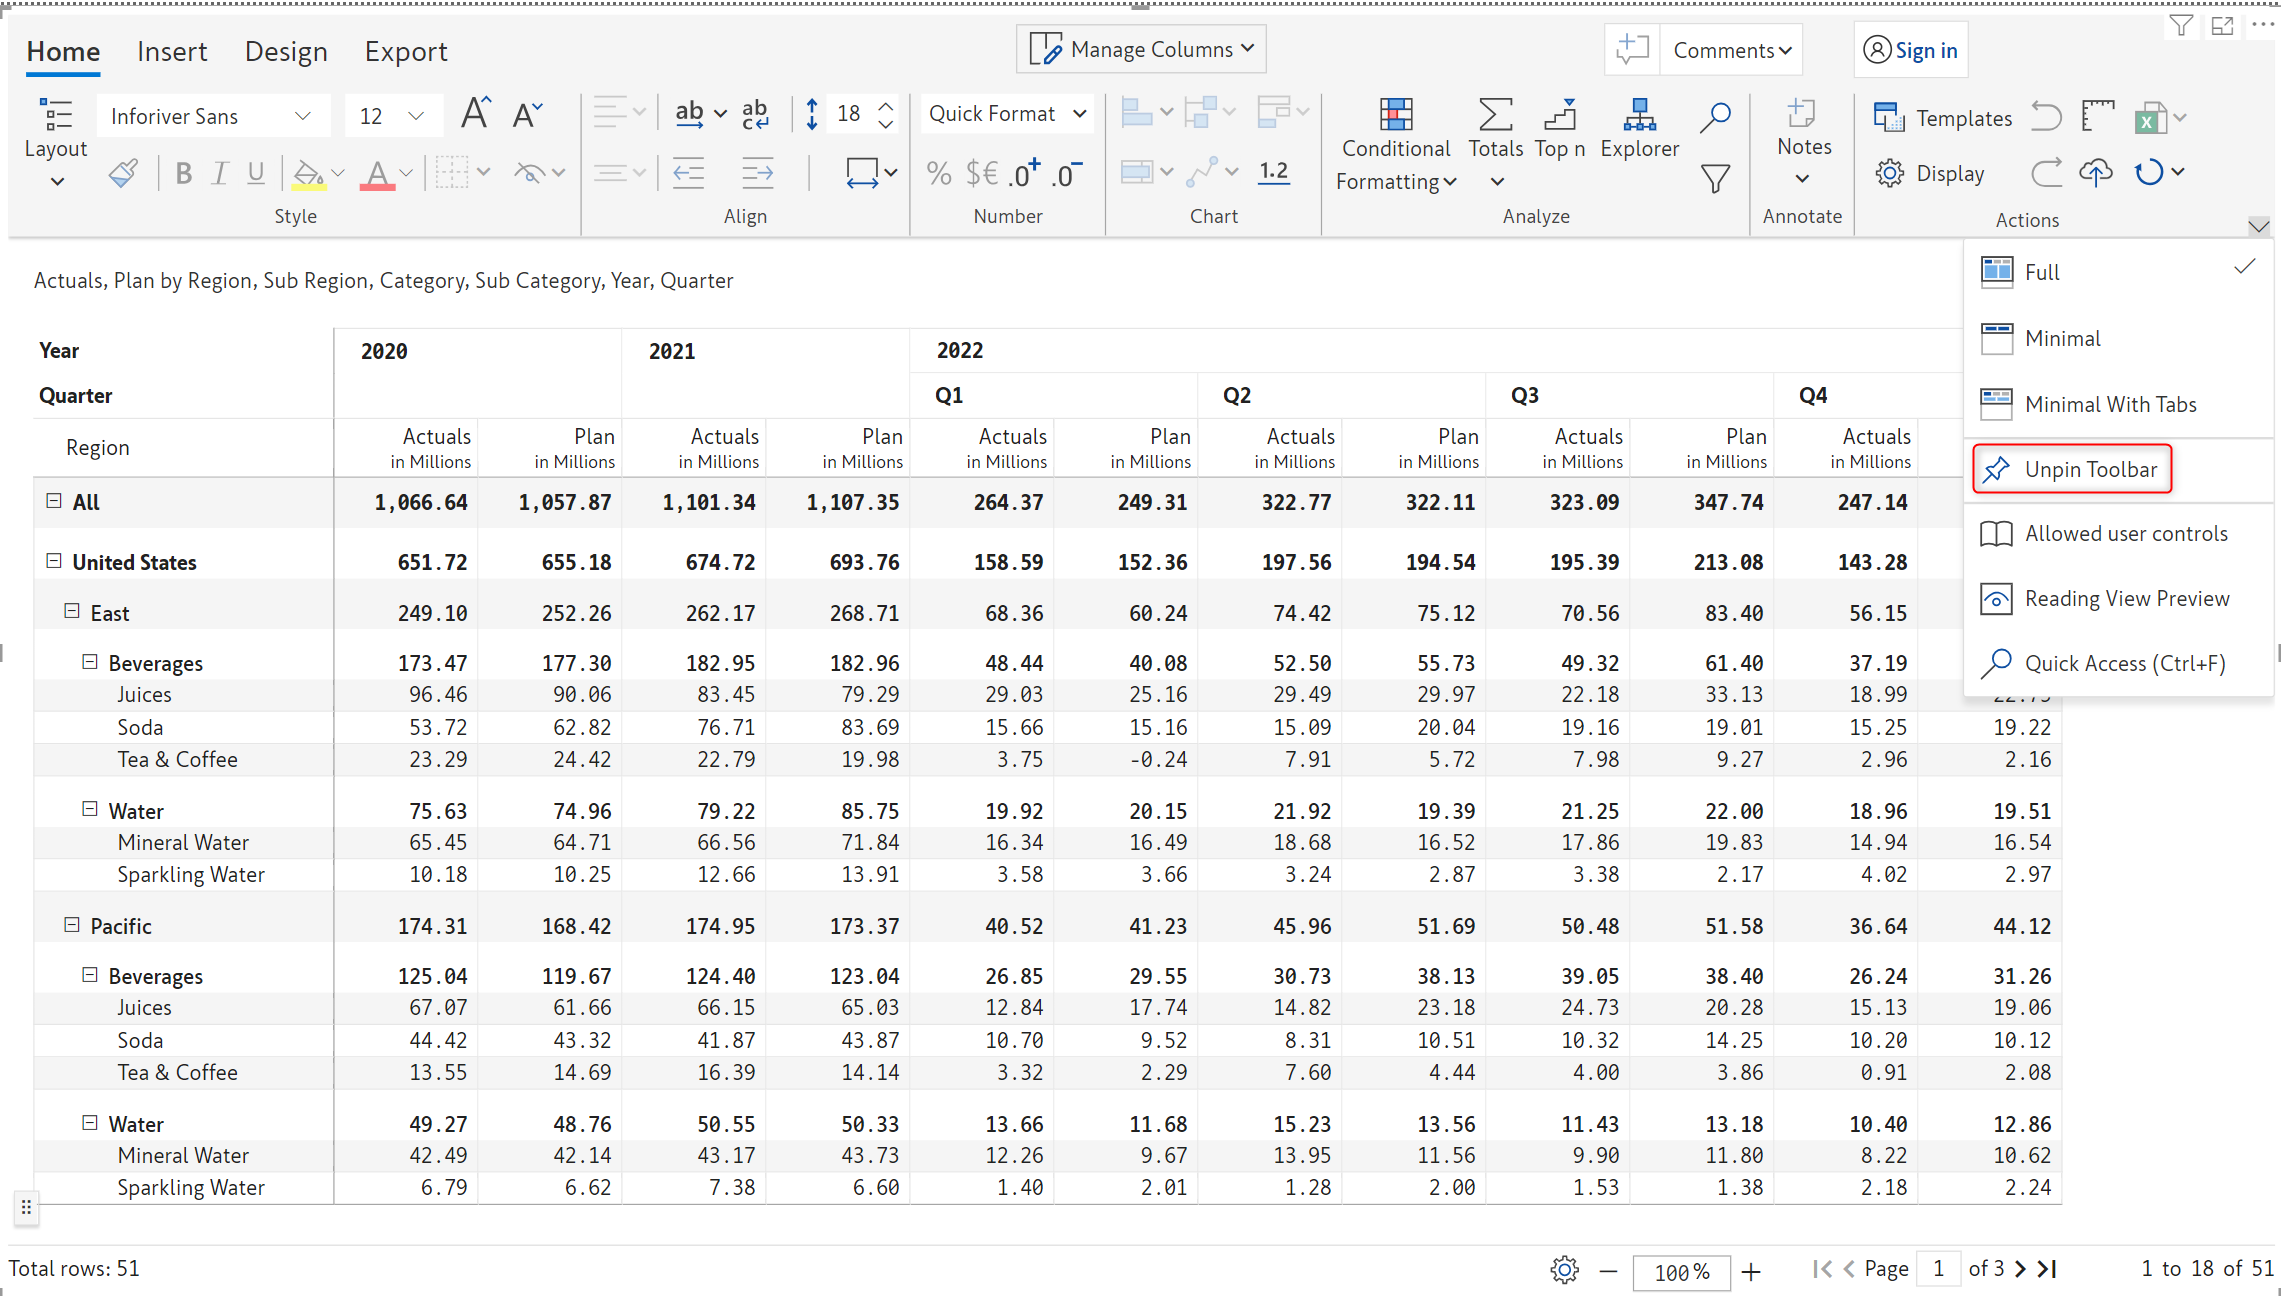 Home Insert Design Export Manage Columns Comments Sign in
Inforiver Sans 12 A A ab ab c 18 Quick Format
Layout Conditional Formatting Totals Top n Explorer Notes Templates
B I U A % $€ .0+ .0- 1.2 Display
Style Align Number Chart Analyze Annotate Actions
Actuals, Plan by Region, Sub Region, Category, Sub Category, Year, Quarter
Full
Minimal
Minimal With Tabs
Unpin Toolbar
Allowed user controls
Reading View Preview
Quick Access (Ctrl+F)
Year 2020 2021 2022
Quarter Q1 Q2 Q3 Q4
Region Actuals Plan Actuals Plan Actuals Plan Actuals Plan Actuals Plan Actuals
in Millions in Millions in Millions in Millions in Millions in Millions in Millions in Millions in Millions in Millions in Millions
All 1,066.64 1,057.87 1,101.34 1,107.35 264.37 249.31 322.77 322.11 323.09 347.74 247.14
United States 651.72 655.18 674.72 693.76 158.59 152.36 197.56 194.54 195.39 213.08 143.28
East 249.10 252.26 262.17 268.71 68.36 60.24 74.42 75.12 70.56 83.40 56.15
Beverages 173.47 177.30 182.95 182.96 48.44 40.08 52.50 55.73 49.32 61.40 37.19
Juices 96.46 90.06 83.45 79.29 29.03 25.16 29.49 29.97 22.18 33.13 18.99
Soda 53.72 62.82 76.71 83.69 15.66 15.16 15.09 20.04 19.16 19.01 15.25 19.22
Tea & Coffee 23.29 24.42 22.79 19.98 3.75 -0.24 7.91 5.72 7.98 9.27 2.96 2.16
Water 75.63 74.96 79.22 85.75 19.92 20.15 21.92 19.39 21.25 22.00 18.96 19.51
Mineral Water 65.45 64.71 66.56 71.84 16.34 16.49 18.68 16.52 17.86 19.83 14.94 16.54
Sparkling Water 10.18 10.25 12.66 13.91 3.58 3.66 3.24 2.87 3.38 2.17 4.02 2.97
Pacific 174.31 168.42 174.95 173.37 40.52 41.23 45.96 51.69 50.48 51.58 36.64 44.12
Beverages 125.04 119.67 124.40 123.04 26.85 29.55 30.73 38.13 39.05 38.40 26.24 31.26
Juices 67.07 61.66 66.15 65.03 12.84 17.74 14.82 23.18 24.73 20.28 15.13 19.06
Soda 44.42 43.32 41.87 43.87 10.70 9.52 8.31 10.51 10.32 14.25 10.20 10.12
Tea & Coffee 13.55 14.69 16.39 14.14 3.32 2.29 7.60 4.44 4.00 3.86 0.91 2.08
Water 49.27 48.76 50.55 50.33 13.66 11.68 15.23 13.56 11.43 13.18 10.40 12.86
Mineral Water 42.49 42.14 43.17 43.73 12.26 9.67 13.95 11.56 9.90 11.80 8.22 10.62
Sparkling Water 6.79 6.62 7.38 6.60 1.40 2.01 1.28 2.00 1.53 1.38 2.18 2.24
Total rows: 51 100% Page 1 of 3 1 to 18 of 51